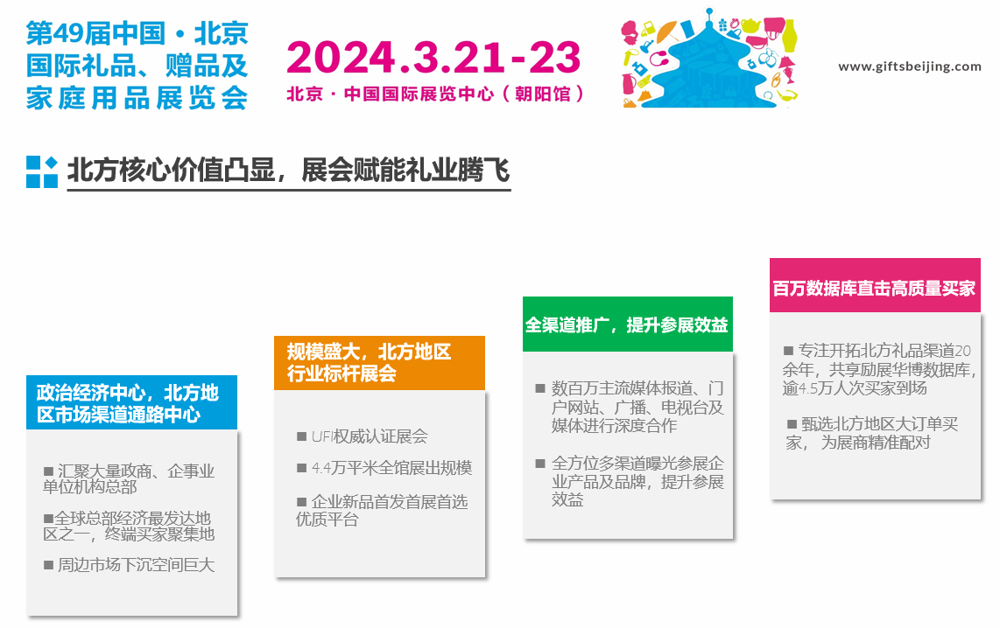 第49届中国·北京
国际礼品、赠品及
家庭用品展览会
2024.3.21-23
北京·中国国际展览中心（朝阳馆）
www.giftsbeijing.com
北方核心价值凸显，展会赋能礼业腾飞
政治经济中心，北方地
区市场渠道通路中心
■ 汇聚大量政商、企事业
单位机构总部
■全球总部经济最发达地
区之一，终端买家聚集地
■ 周边市场下沉空间巨大
规模盛大，北方地区
行业标杆展会
■ UFI权威认证展会
■ 4.4万平米全馆展出规模
■ 企业新品首发首展首选
优质平台
全渠道推广，提升参展效益
■ 数百万主流媒体报道、门
户网站、广播、电视台及
媒体进行深度合作
■ 全方位多渠道曝光参展企
业产品及品牌，提升参展
效益
百万数据库直击高质量买家
■ 专注开拓北方礼品渠道20
余年，共享励展华博数据库，
逾4.5万人次买家到场
■ 甄选北方地区大订单买
家， 为展商精准配对